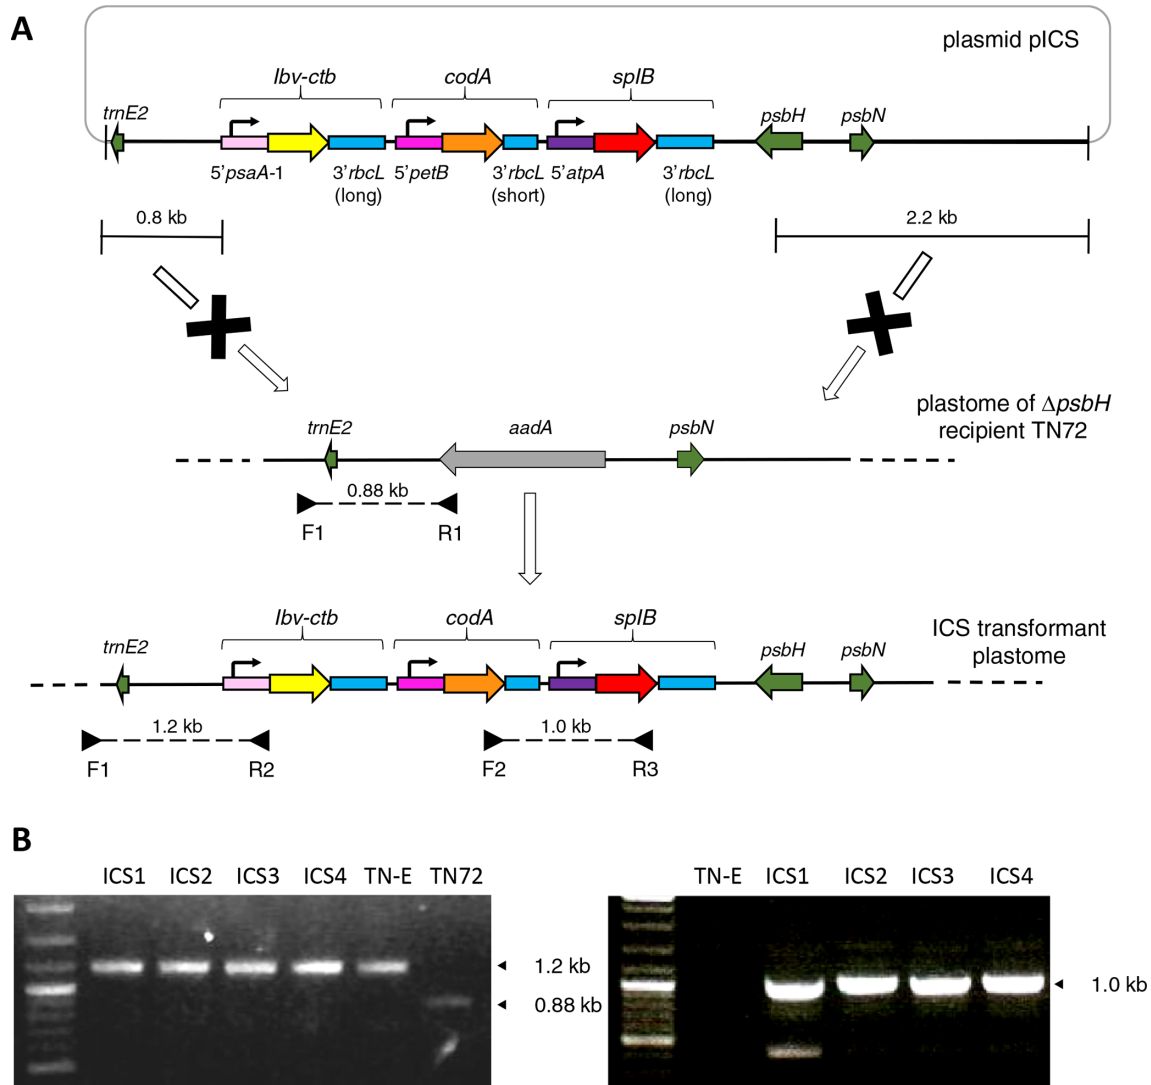 A
plasmid pICS
lbv-ctb codA splB
trnE2 psbH psbN
5'psaA-1 3'rbcL 5'petB 3'rbcL 5'atpA 3'rbcL
(long) (short) (long)
0.8 kb 2.2 kb
plastome of ΔpsbH
recipient TN72
trnE2 aadA psbN
0.88 kb
F1 R1
lbv-ctb codA splB
ICS transformant
plastome
trnE2 psbH psbN
1.2 kb 1.0 kb
F1 R2 F2 R3
B
ICS1 ICS2 ICS3 ICS4 TN-E TN72
TN-E ICS1 ICS2 ICS3 ICS4
1.2 kb
0.88 kb
1.0 kb